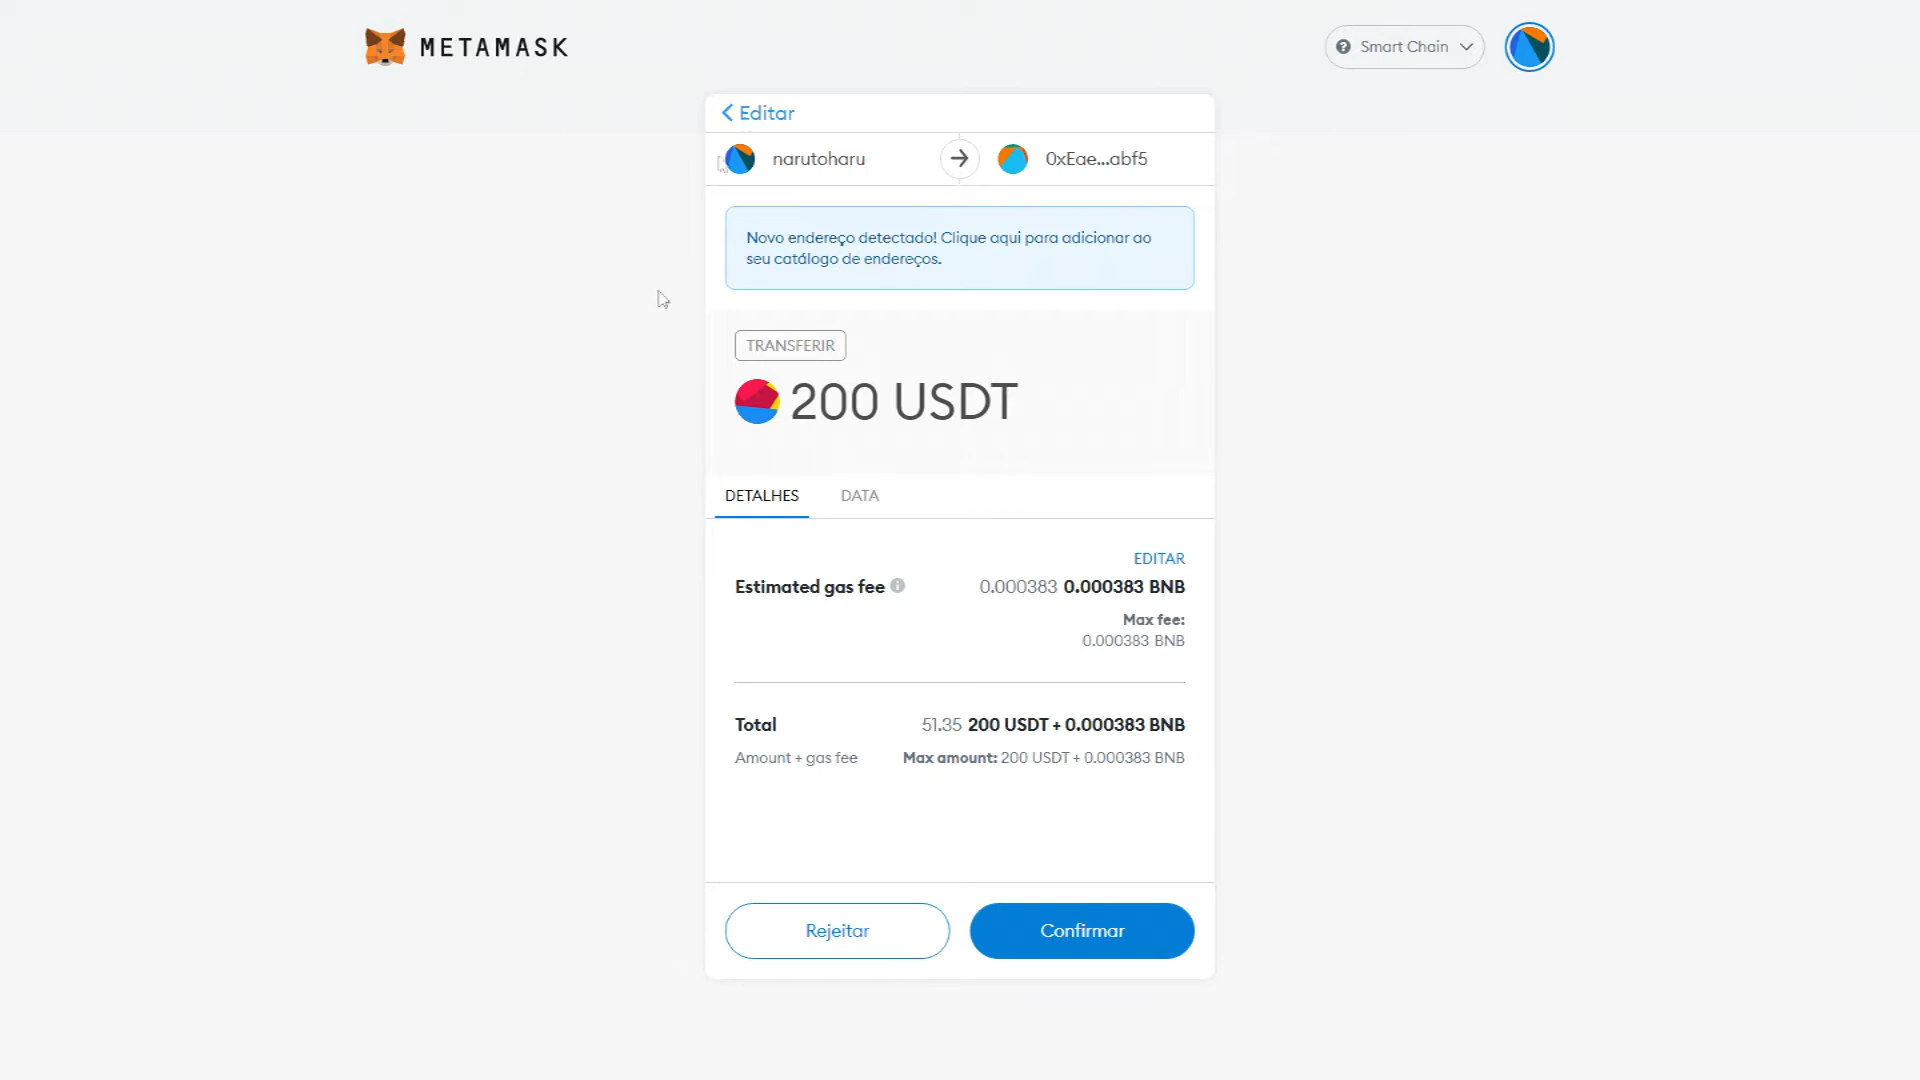 METAMASK
Smart Chain
Editar
narutoharu
0xEae...abf5
Novo endereço detectado! Clique aqui para adicionar ao
seu catálogo de endereços.
TRANSFERIR
200 USDT
DETALHES DATA
EDITAR
Estimated gas fee 0.000383 0.000383 BNB
Max fee:
0.000383 BNB
Total 51.35 200 USDT + 0.000383 BNB
Amount + gas fee Max amount: 200 USDT + 0.000383 BNB
Rejeitar Confirmar